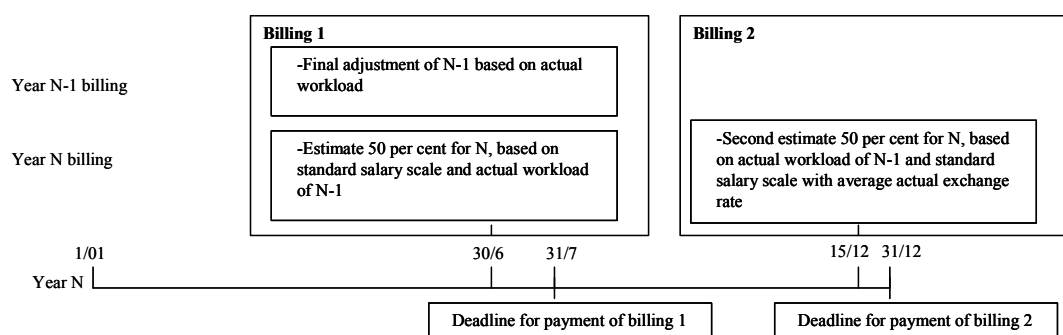 Billing 1
Billing 2
Year N-1 billing
-Final adjustment of N-1 based on actual
workload
Year N billing
-Estimate 50 per cent for N, based on
standard salary scale and actual workload
of N-1
-Second estimate 50 per cent for N, based
on actual workload of N-1 and standard
salary scale with average actual exchange
rate
1/01
30/6
31/7
15/12
31/12
Year N
Deadline for payment of billing 1
Deadline for payment of billing 2